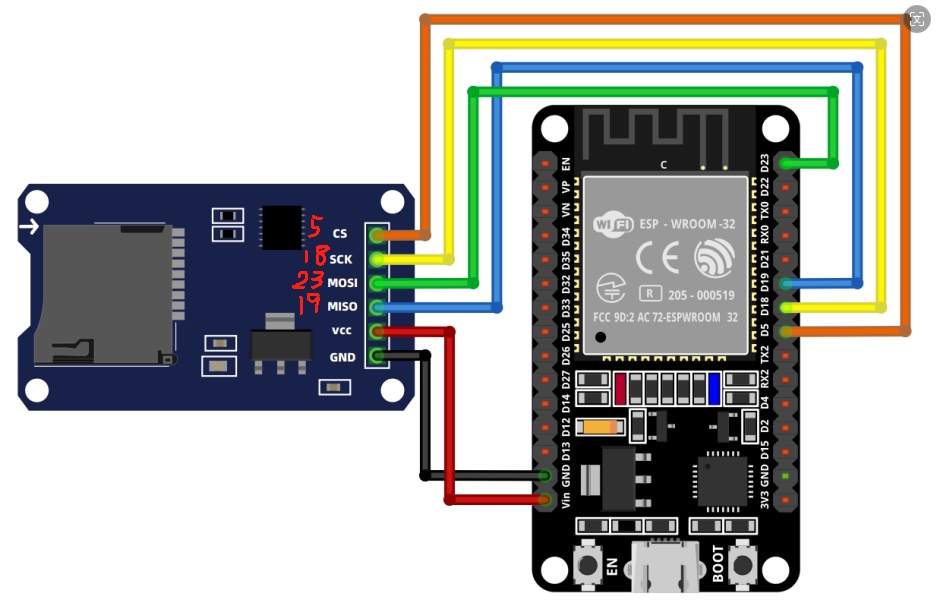 5 CS
18 SCK
23 MOSI
19 MISO
vcc
GND
C
WiFi ESP - WROOM-32
CE
R 205 - 000519
FCC 9D:2 AC 72-ESPWROOM 32
EN
VP
VN
D34
D35
D32
D33
D25
D26
D27
D14
D12
D13
GND
Vin
D23
D22
TX0
RX0
D21
D19
D18
D5
TX2
RX2
D4
D2
D15
GND
3V3
EN
BOOT